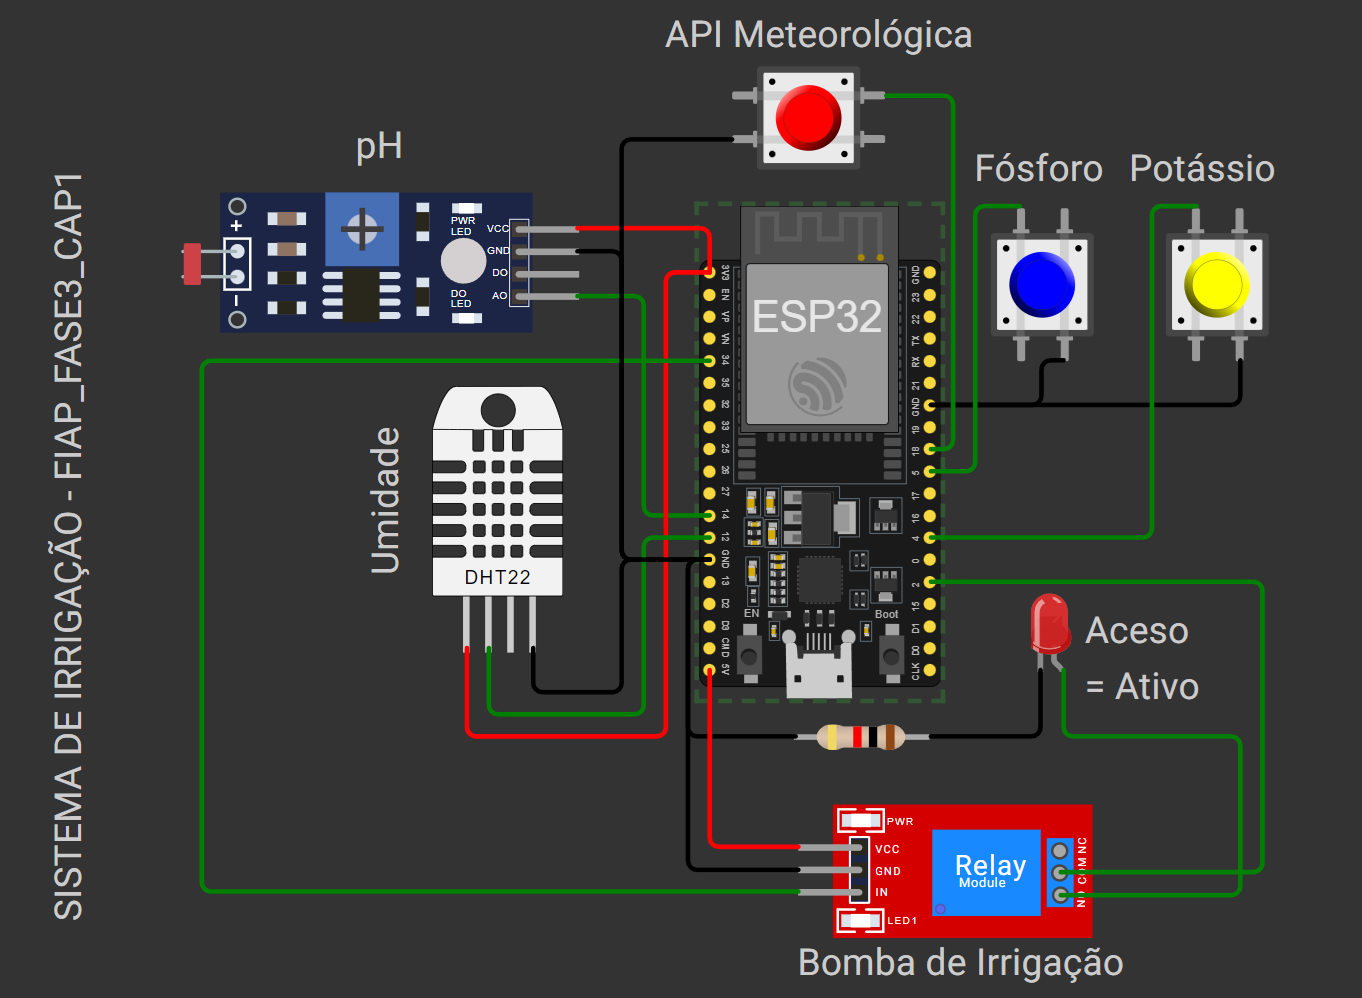 API Meteorológica
pH
Fósforo
Potássio
SISTEMA DE IRRIGAÇÃO - FIAP_FASE3_CAP1
+
−
PWR
LED
DO
LED
VCC
GND
DO
AO
ESP32
3V3
EN
VP
VN
34
35
32
33
25
26
27
14
12
GND
13
D2
D3
CMD
5V
GND
23
22
TX
RX
21
GND
19
18
5
17
16
4
0
2
15
D1
D0
CLK
EN
Boot
Umidade
DHT22
Aceso
= Ativo
PWR
VCC
GND
IN
LED1
Relay
Module
NC
COM
NO
Bomba de Irrigação